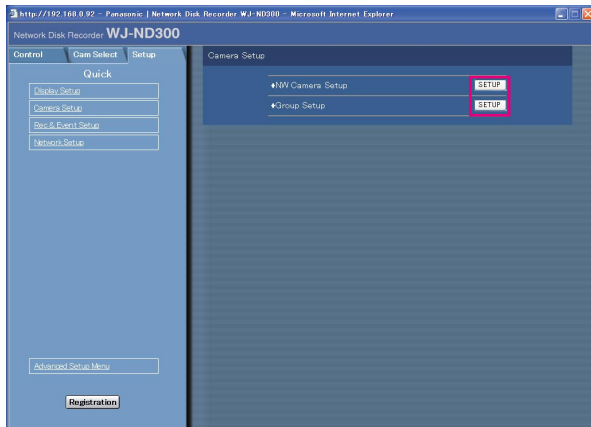 http://192.168.0.92 - Panasonic | Network Disk Recorder WJ-ND300 - Microsoft Internet Explorer
Network Disk Recorder WJ-ND300
Control Cam Select Setup
Camera Setup
Quick
Display Setup
♦NW Camera Setup SETUP
Camera Setup
♦Group Setup SETUP
Rec & Event Setup
Network Setup
Advanced Setup Menu
Registration